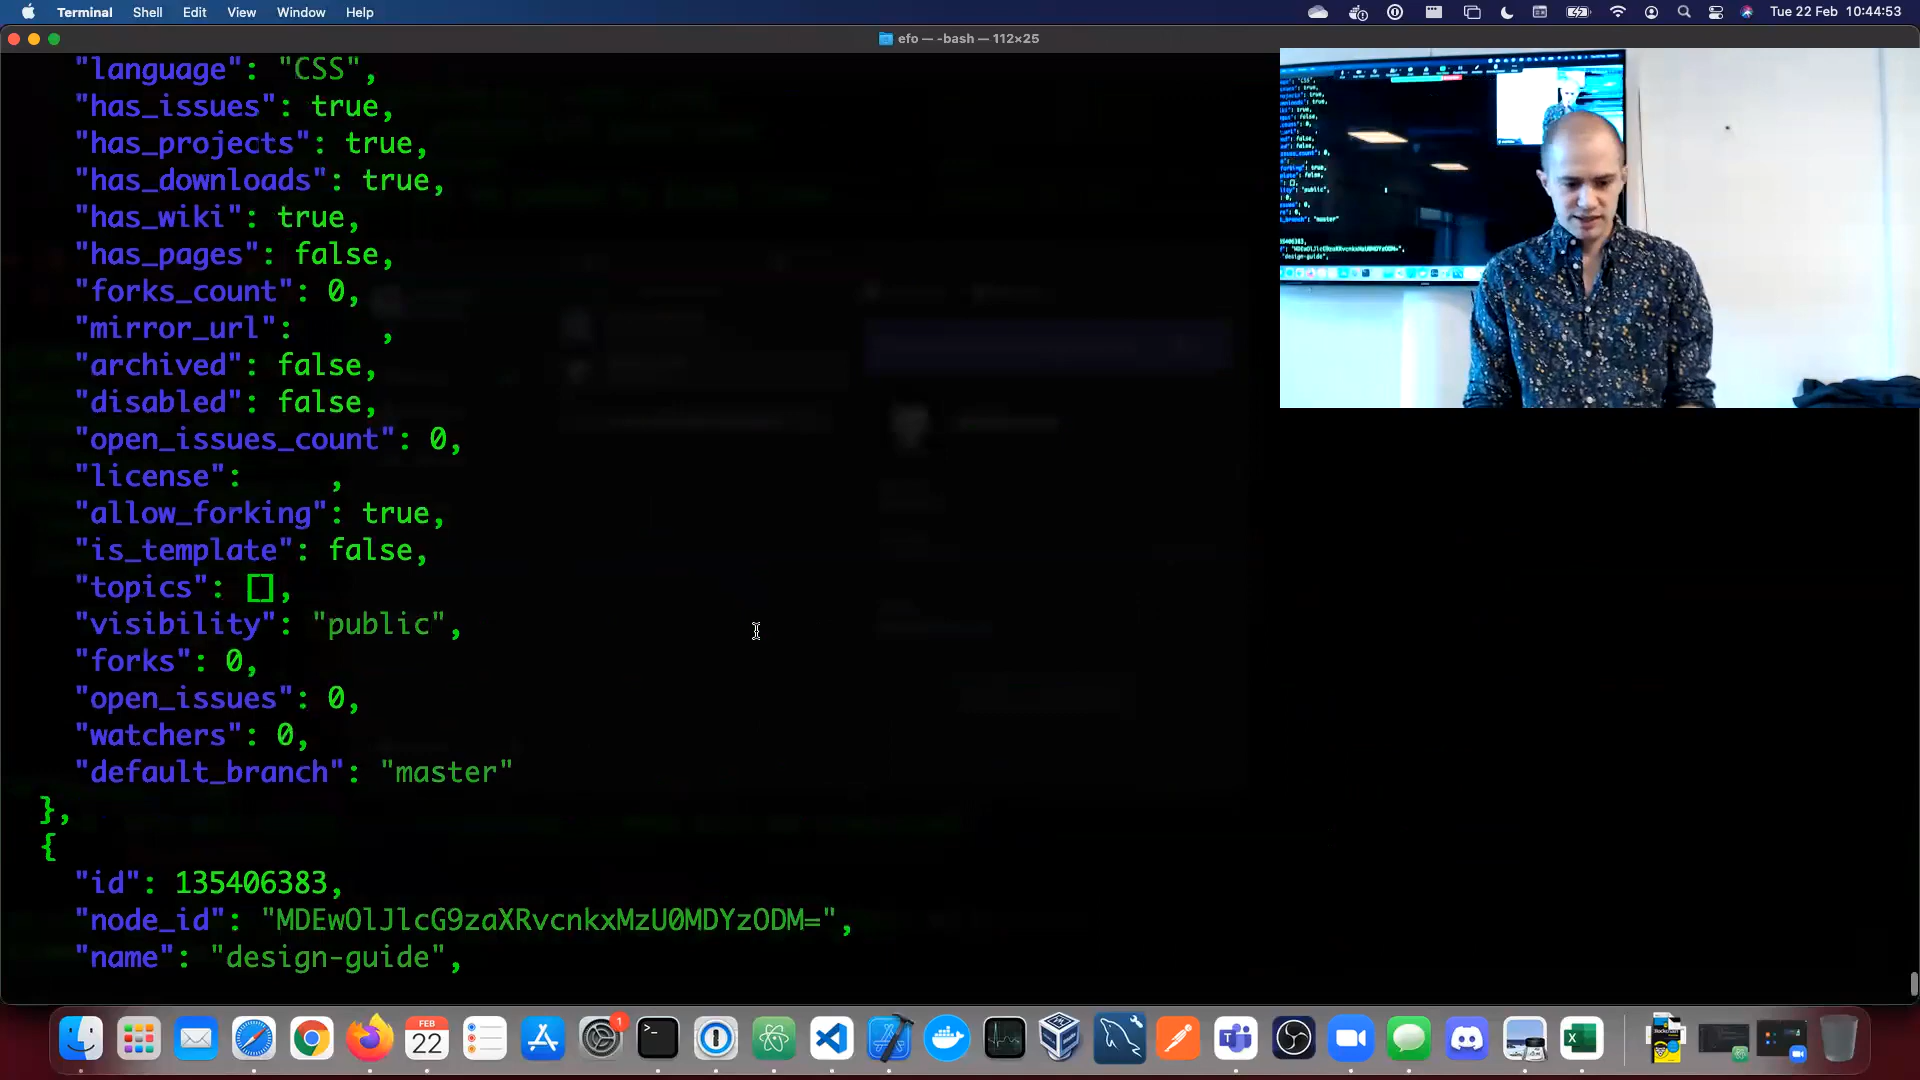 Terminal Shell Edit View Window Help Tue 22 Feb 10:44:53
efo — -bash — 112×25
"language": "CSS",
"has_issues": true,
"has_projects": true,
"has_downloads": true,
"has_wiki": true,
"has_pages": false,
"forks_count": 0,
"mirror_url": ,
"archived": false,
"disabled": false,
"open_issues_count": 0,
"license": ,
"allow_forking": true,
"is_template": false,
"topics": [],
"visibility": "public",
"forks": 0,
"open_issues": 0,
"watchers": 0,
"default_branch": "master"
},
{
"id": 135406383,
"node_id": "MDEwOlJlcG9zaXRvcnkxMzU0MDYzODM=",
"name": "design-guide",
FEB
22
1